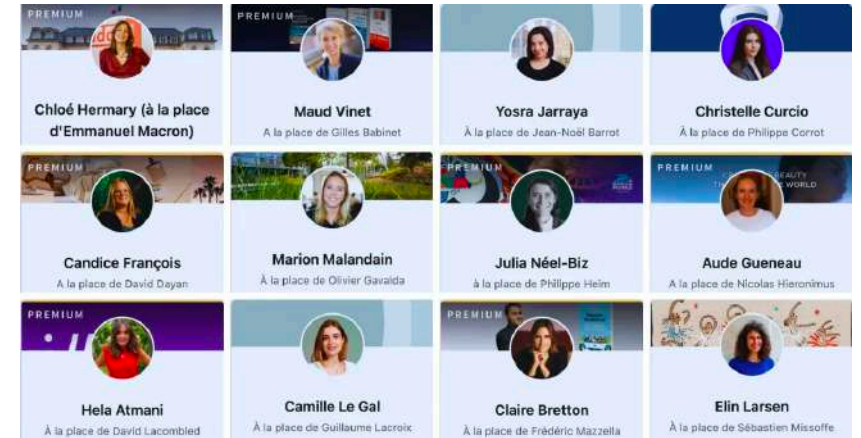 PREMIUM
Chloé Hermary (à la place
d'Emmanuel Macron)
PREMIUM
Maud Vinet
A la place de Gilles Babinet
Yosra Jarraya
À la place de Jean-Noël Barrot
Christelle Curcio
À la place de Philippe Corrot
PREMIUM
Candice François
A la place de David Dayan
Marion Malandain
À la place de Olivier Gavalda
PREMIUM
Julia Néel-Biz
à la place de Philippe Heim
PREMIUM
BEAUTY
WORLD
Aude Gueneau
A la place de Nicolas Hieronimus
PREMIUM
Hela Atmani
À la place de David Lacombled
Camille Le Gal
À la place de Guillaume Lacroix
PREMIUM
Claire Bretton
À la place de Frédéric Mazzella
Elin Larsen
À la place de Sébastien Missoffe